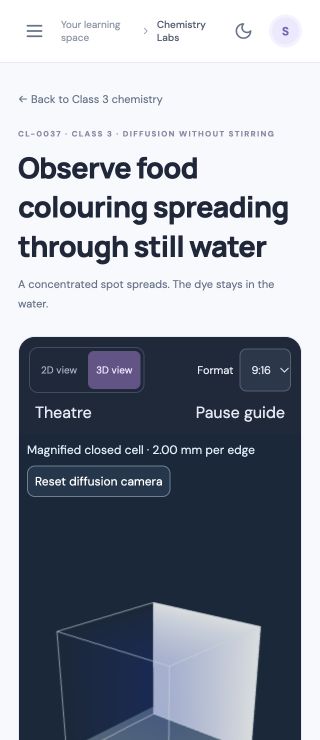 Your learning space
Chemistry Labs
S
← Back to Class 3 chemistry
CL-0037 · CLASS 3 · DIFFUSION WITHOUT STIRRING
Observe food
colouring spreading
through still water
A concentrated spot spreads. The dye stays in the
water.
2D view 3D view Format 9:16
Theatre Pause guide
Magnified closed cell · 2.00 mm per edge
Reset diffusion camera